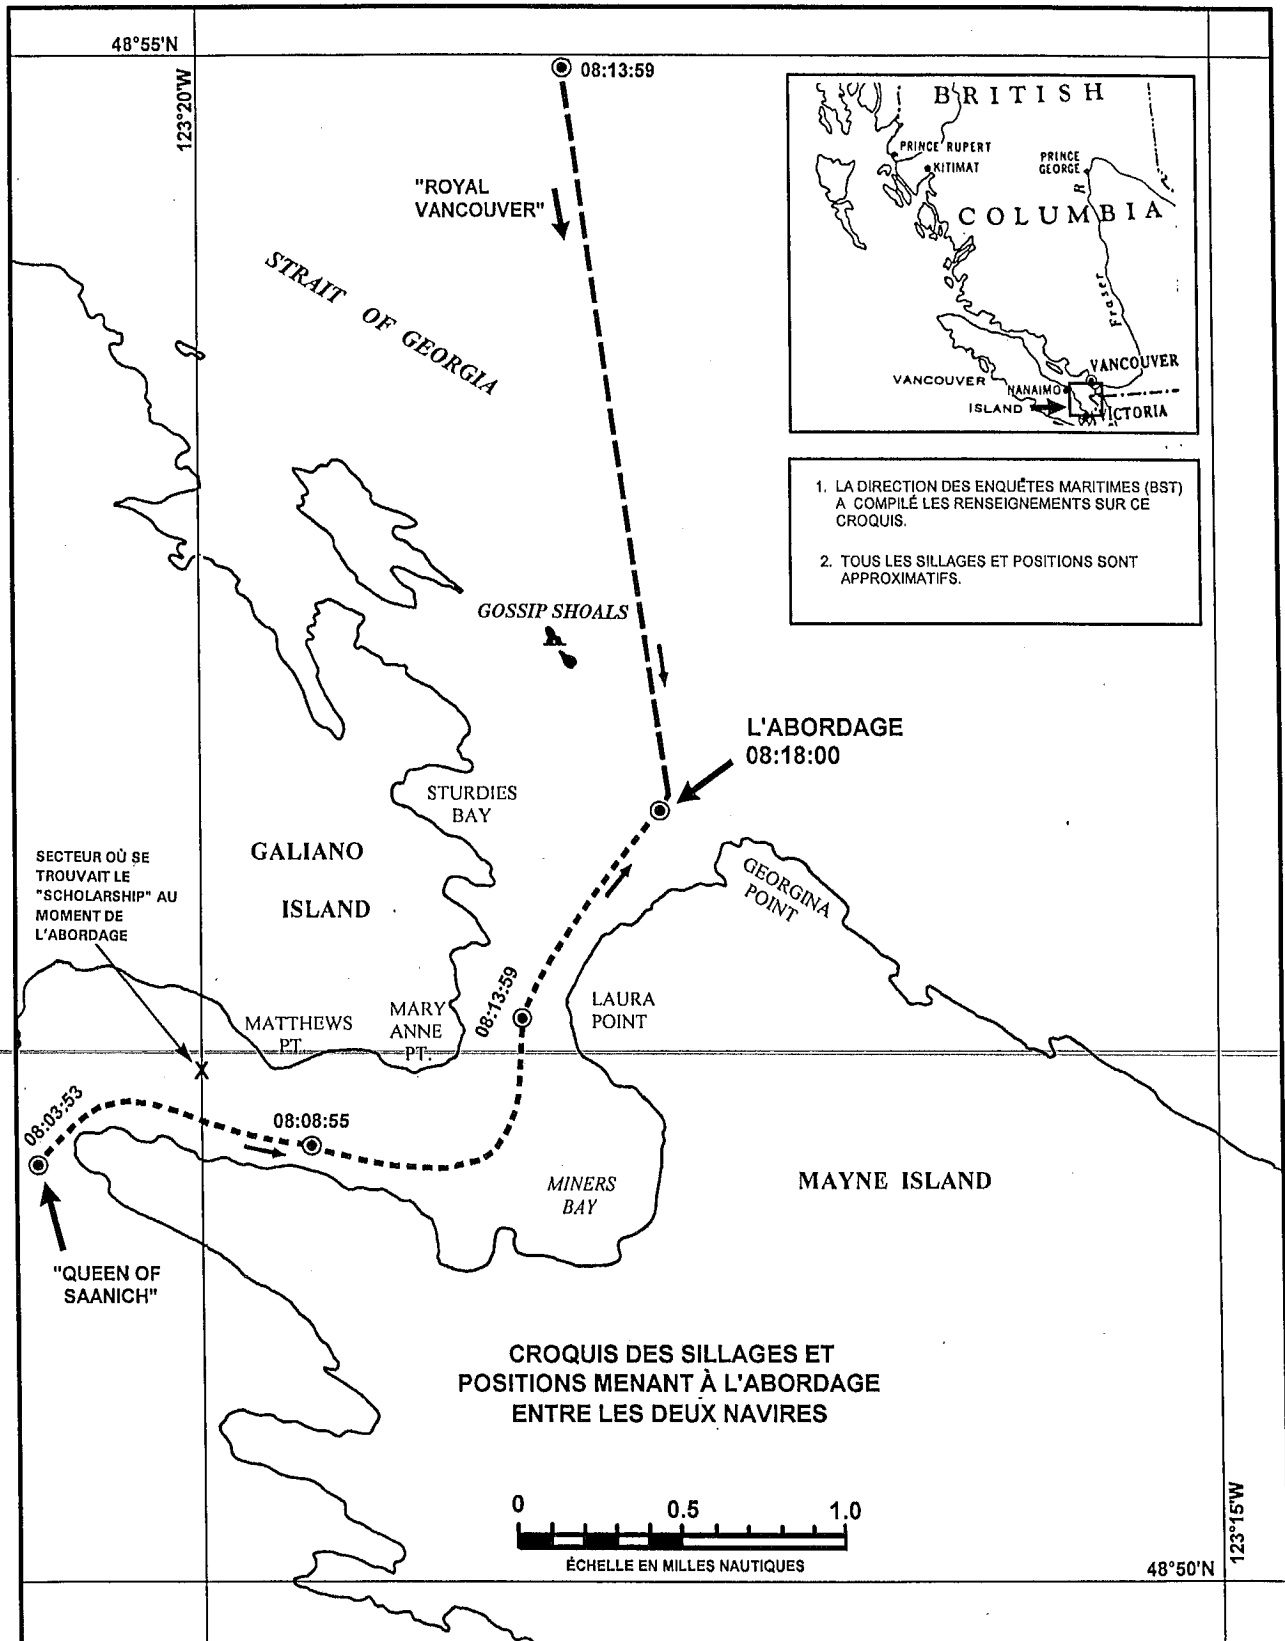 48°55'N
123°20'W
08:13:59
"ROYAL
VANCOUVER"
STRAIT OF GEORGIA
BRITISH
PRINCE RUPERT
KITIMAT
PRINCE
GEORGE
R
COLUMBIA
Fraser
VANCOUVER
VANCOUVER
NANAIMO
ISLAND
VICTORIA
1. LA DIRECTION DES ENQUÊTES MARITIMES (BST)
A COMPILÉ LES RENSEIGNEMENTS SUR CE
CROQUIS.
2. TOUS LES SILLAGES ET POSITIONS SONT
APPROXIMATIFS.
GOSSIP SHOALS
L'ABORDAGE
08:18:00
STURDIES
BAY
GALIANO
ISLAND
SECTEUR OÙ SE
TROUVAIT LE
"SCHOLARSHIP" AU
MOMENT DE
L'ABORDAGE
GEORGINA
POINT
MATTHEWS
PT.
MARY
ANNE
PT.
08:13:59
LAURA
POINT
X
08:03:53
08:08:55
MINERS
BAY
MAYNE ISLAND
"QUEEN OF
SAANICH"
CROQUIS DES SILLAGES ET
POSITIONS MENANT À L'ABORDAGE
ENTRE LES DEUX NAVIRES
0 0.5 1.0
ÉCHELLE EN MILLES NAUTIQUES
48°50'N
123°15'W